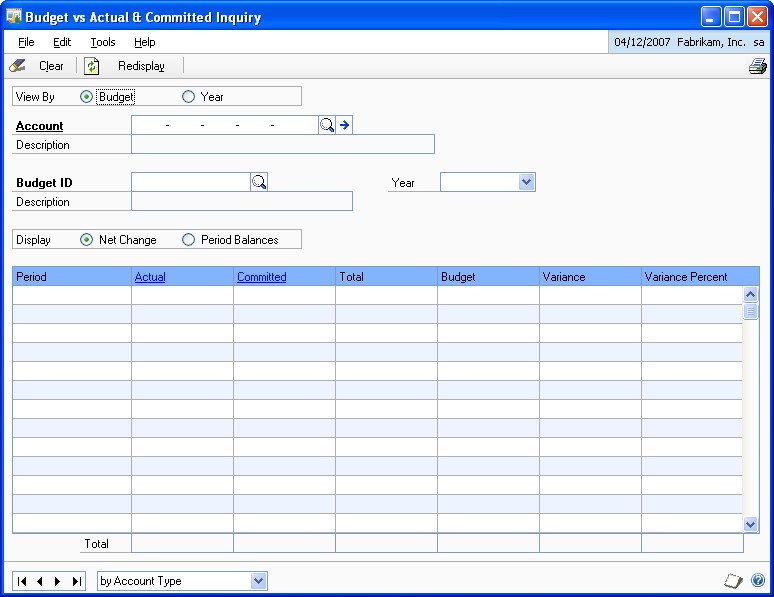 Budget vs Actual & Committed Inquiry
File Edit Tools Help 04/12/2007 Fabrikam, Inc. sa
Clear Redisplay
View By Budget Year
Account - - - -
Description
Budget ID Year
Description
Display Net Change Period Balances
Period Actual Committed Total Budget Variance Variance Percent
Total
by Account Type